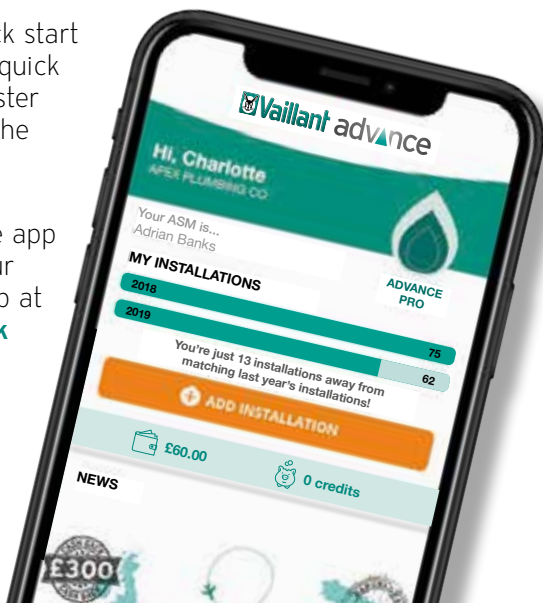 ck start
quick
ster
he
e app
ur
p at
k
Vaillant advance
Hi, Charlotte
APEX PLUMBING CO
Your ASM is...
Adrian Banks
ADVANCE
PRO
MY INSTALLATIONS
2018
75
2019
62
You're just 13 installations away from
matching last year's installations!
ADD INSTALLATION
£60.00
0 credits
NEWS
£300